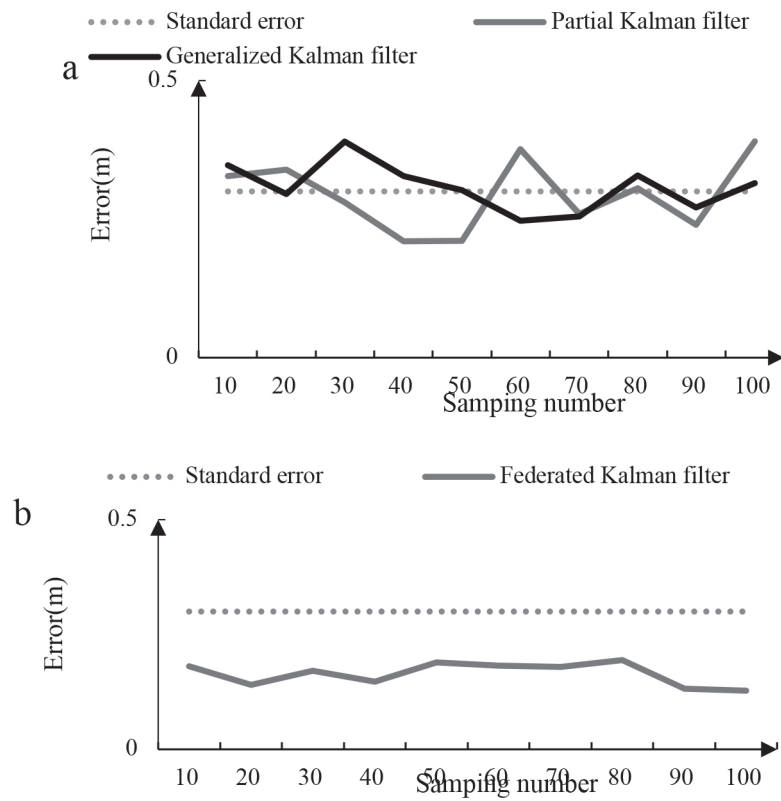 Standard error
Partial Kalman filter
Generalized Kalman filter
a
0.5
Error(m)
0
10 20 30 40 50 60 70 80 90 100
Samping number
Standard error
Federated Kalman filter
b
0.5
Error(m)
0
10 20 30 40 50 60 70 80 90 100
Samping number